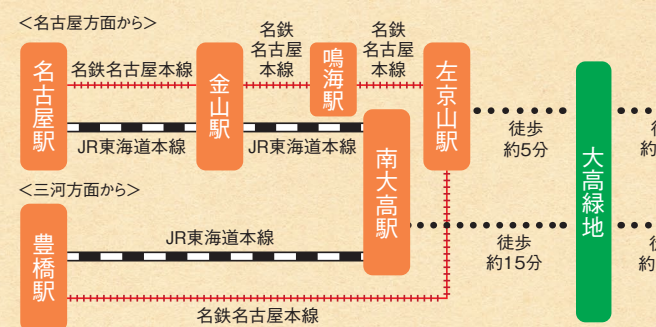 <名古屋方面から>
名古屋駅
名鉄名古屋本線
JR東海道本線
金山駅
名鉄
名古屋
本線
JR東海道本線
鳴海駅
名鉄
名古屋
本線
左京山駅
南大高駅
徒歩
約5分
大高緑地
<三河方面から>
豊橋駅
JR東海道本線
名鉄名古屋本線
徒歩
約15分